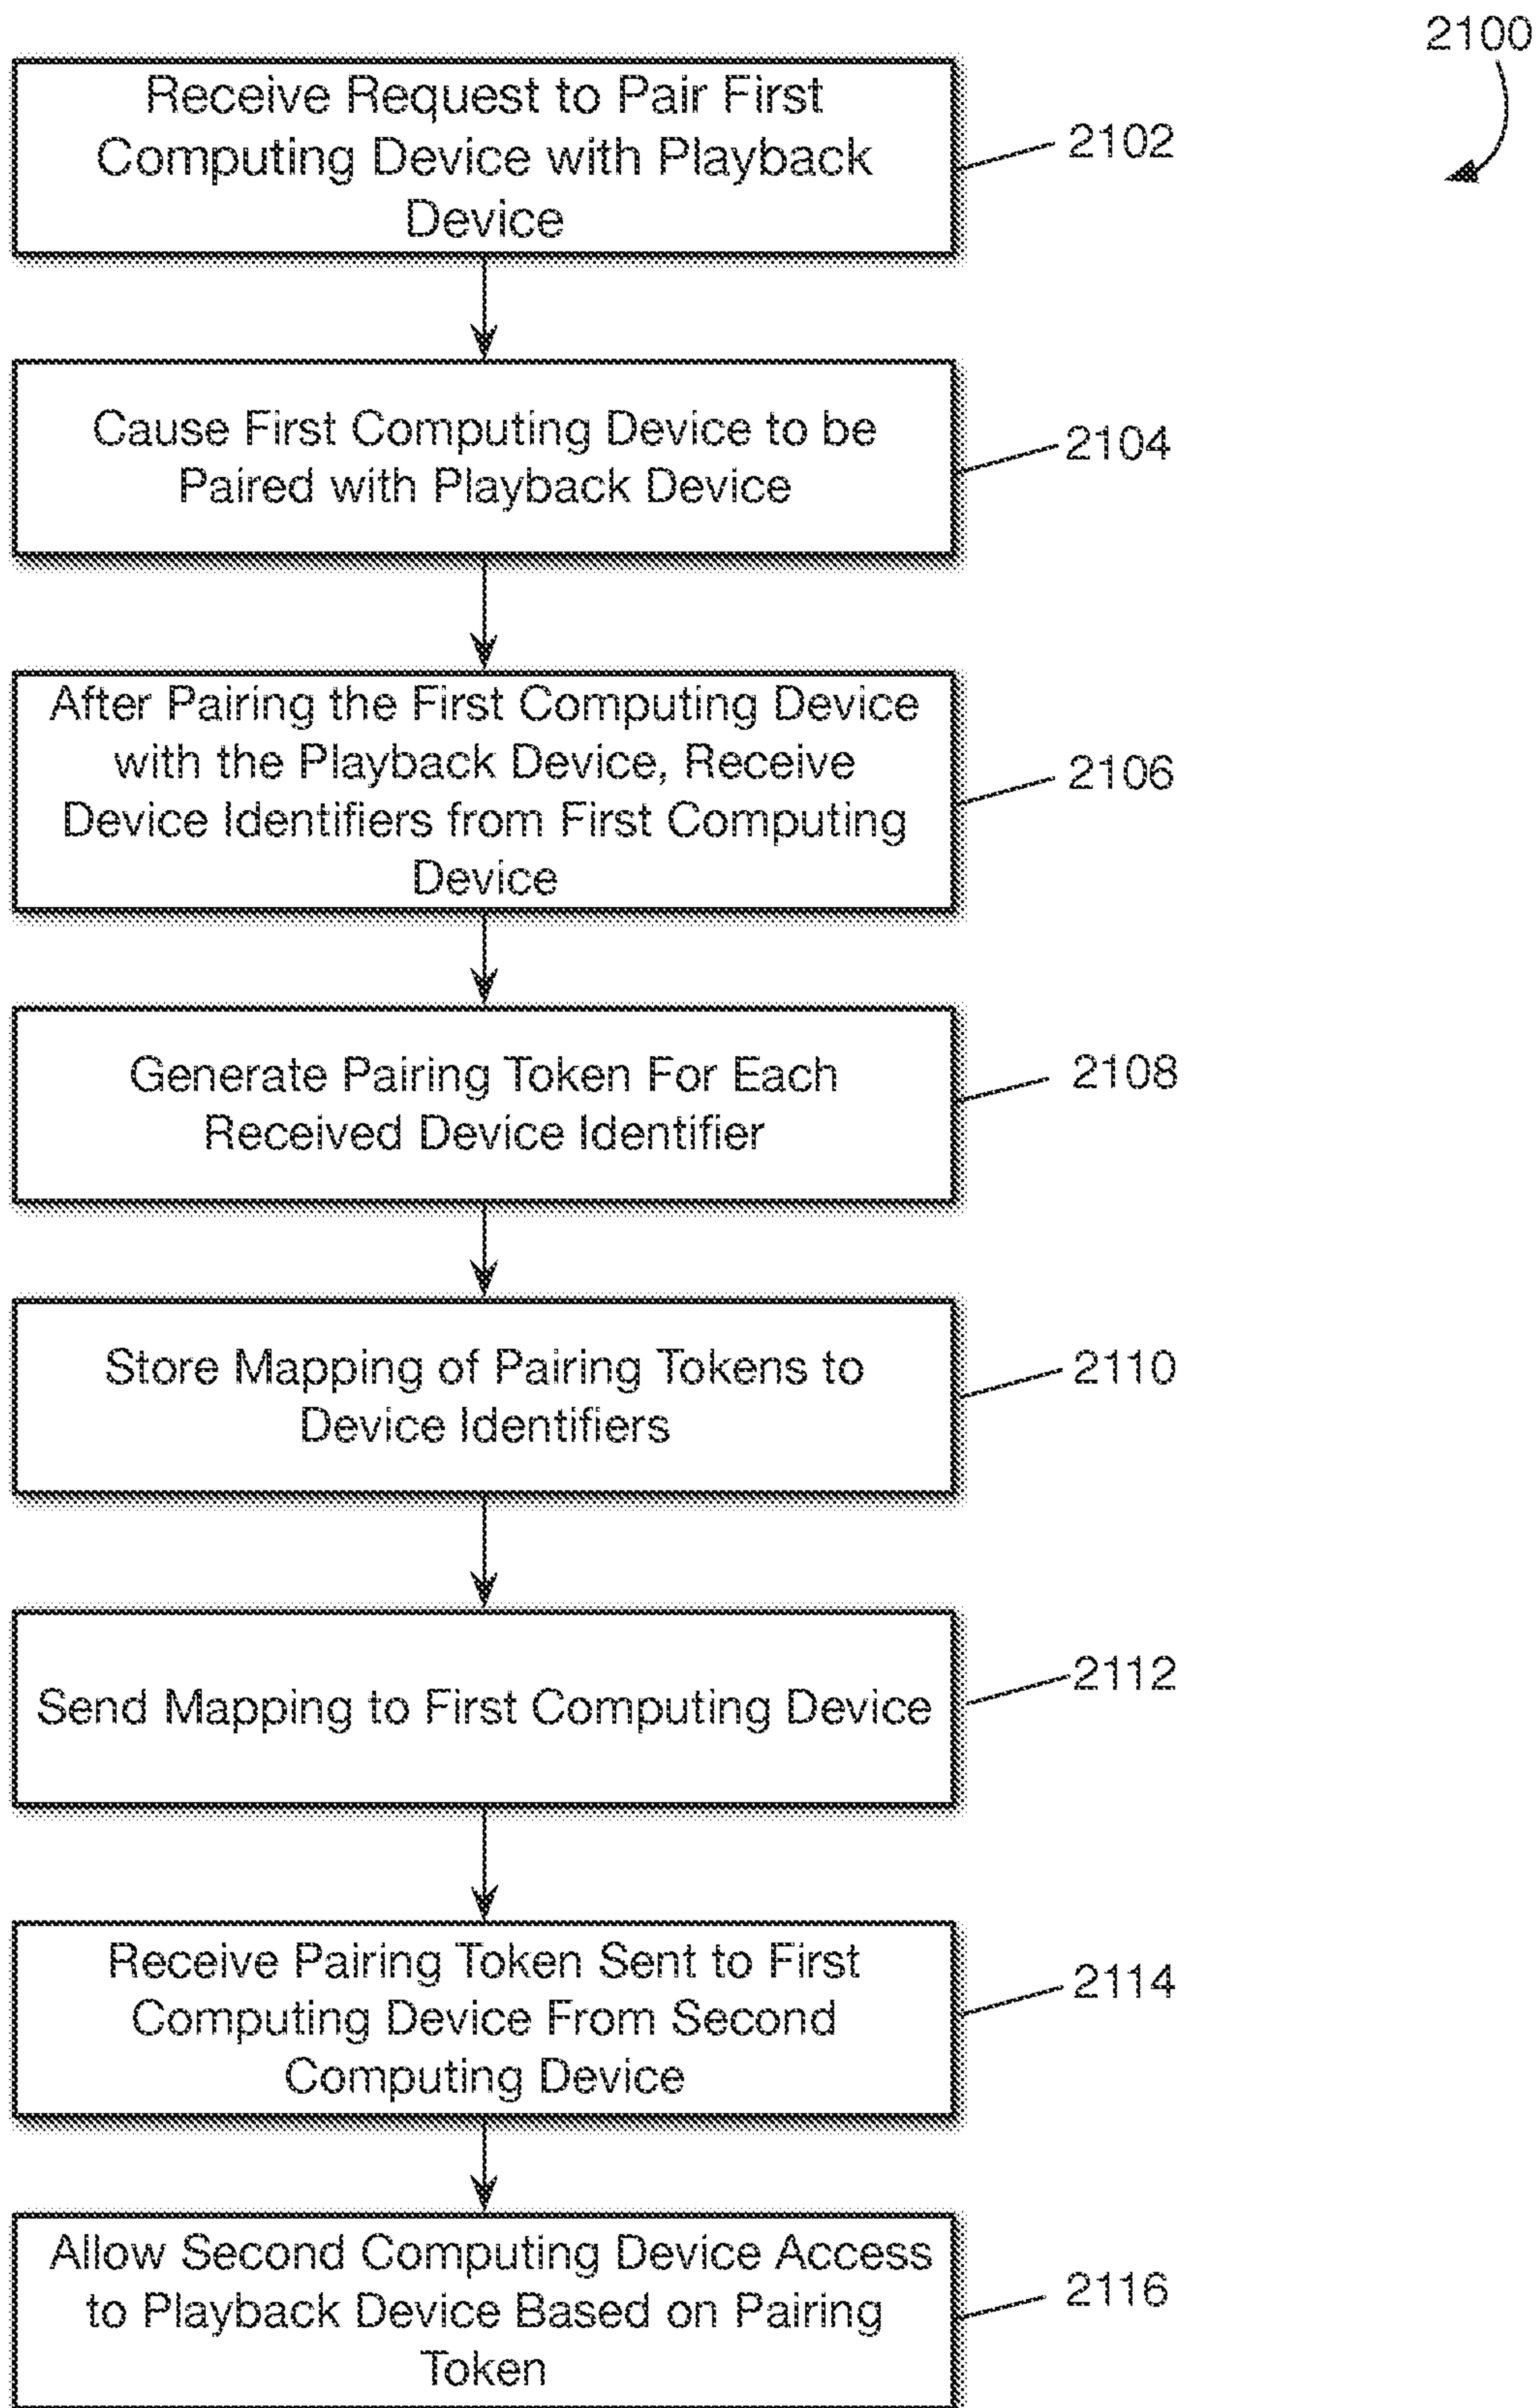 2100
Receive Request to Pair First
Computing Device with Playback
Device
2102
Cause First Computing Device to be
Paired with Playback Device
2104
After Pairing the First Computing Device
with the Playback Device, Receive
Device Identifiers from First Computing
Device
2106
Generate Pairing Token For Each
Received Device Identifier
2108
Store Mapping of Pairing Tokens to
Device Identifiers
2110
Send Mapping to First Computing Device
2112
Receive Pairing Token Sent to First
Computing Device From Second
Computing Device
2114
Allow Second Computing Device Access
to Playback Device Based on Pairing
Token
2116